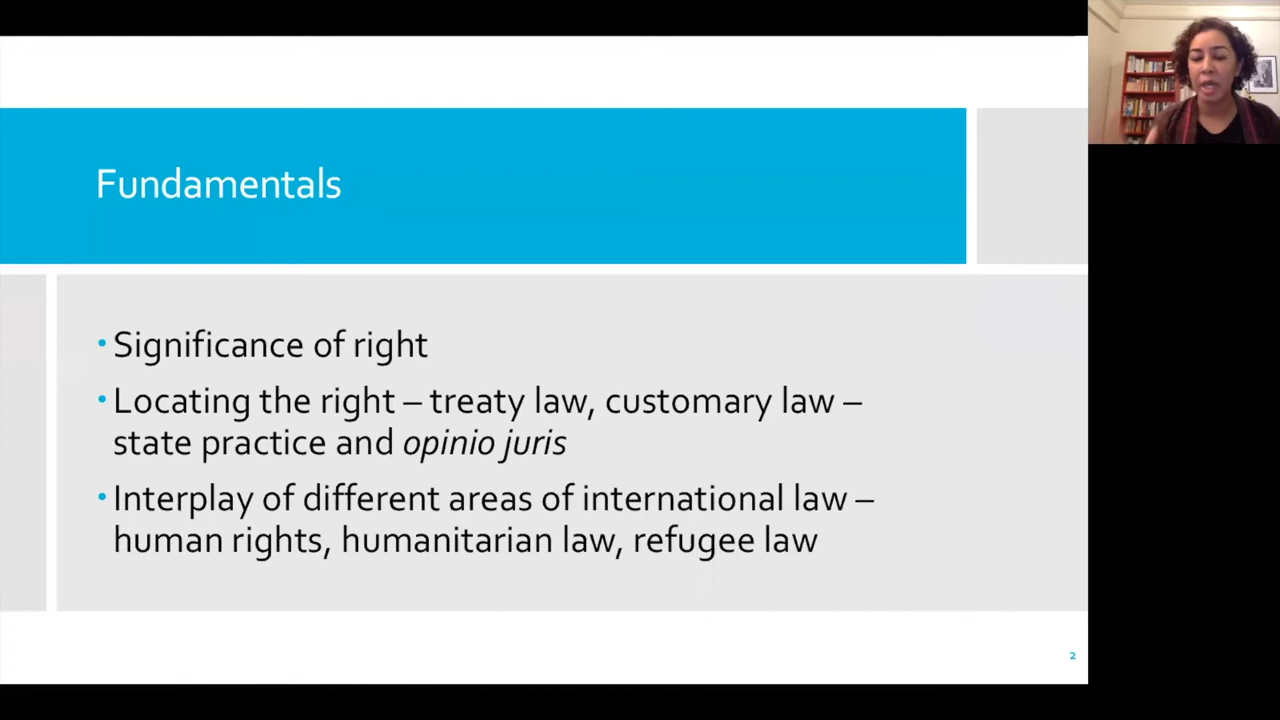 Fundamentals
• Significance of right
• Locating the right – treaty law, customary law –
state practice and opinio juris
• Interplay of different areas of international law –
human rights, humanitarian law, refugee law
2